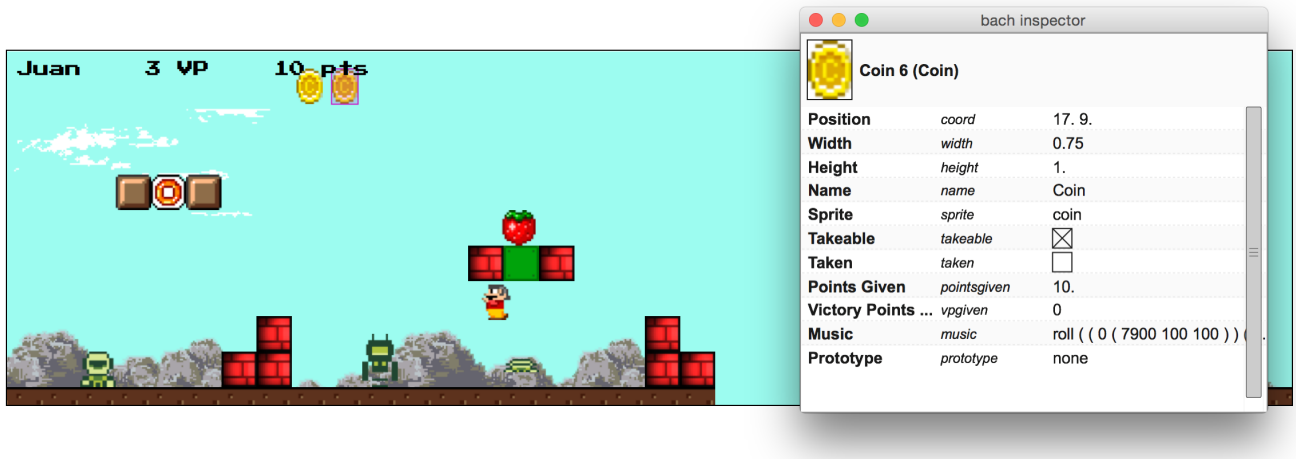 bach inspector
Juan 3 VP 10 pts
Coin 6 (Coin)
Position coord 17. 9.
Width width 0.75
Height height 1.
Name name Coin
Sprite sprite coin
Takeable takeable
Taken taken
Points Given pointsgiven 10.
Victory Points ... vpgiven 0
Music music roll ( ( 0 ( 7900 100 100 ) ) (
Prototype prototype none